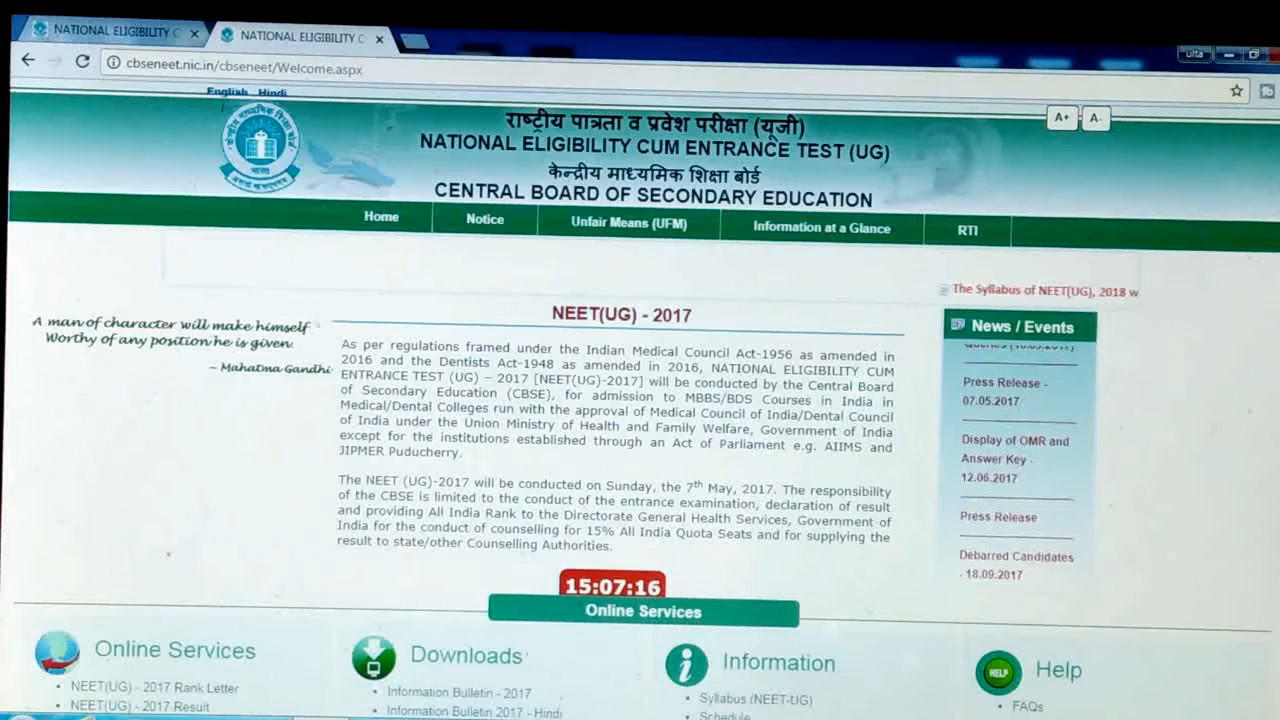 NATIONAL ELIGIBILITY C
NATIONAL ELIGIBILITY C
cbseneet.nic.in/cbseneet/Welcome.aspx
English Hindi
A+ A-
राष्ट्रीय पात्रता व प्रवेश परीक्षा (यूजी)
NATIONAL ELIGIBILITY CUM ENTRANCE TEST (UG)
केन्द्रीय माध्यमिक शिक्षा बोर्ड
CENTRAL BOARD OF SECONDARY EDUCATION
भारत
Home Notice Unfair Means (UFM) Information at a Glance RTI
The Syllabus of NEET(UG), 2018 w
A man of character will make himself
Worthy of any position he is given.
~ Mahatma Gandhi
NEET(UG) - 2017
As per regulations framed under the Indian Medical Council Act-1956 as amended in
2016 and the Dentists Act-1948 as amended in 2016, NATIONAL ELIGIBILITY CUM
ENTRANCE TEST (UG) – 2017 [NEET(UG)-2017] will be conducted by the Central Board
of Secondary Education (CBSE), for admission to MBBS/BDS Courses in India in
Medical/Dental Colleges run with the approval of Medical Council of India/Dental Council
of India under the Union Ministry of Health and Family Welfare, Government of India
except for the institutions established through an Act of Parliament e.g. AIIMS and
JIPMER Puducherry.
The NEET (UG)-2017 will be conducted on Sunday, the 7th May, 2017. The responsibility
of the CBSE is limited to the conduct of the entrance examination, declaration of result
and providing All India Rank to the Directorate General Health Services, Government of
India for the conduct of counselling for 15% All India Quota Seats and for supplying the
result to state/other Counselling Authorities.
15:07:16
News / Events
Press Release -
07.05.2017
Display of OMR and
Answer Key -
12.06.2017
Press Release
Debarred Candidates
- 18.09.2017
Online Services
Online Services
NEET(UG) - 2017 Rank Letter
NEET(UG) - 2017 Result
Downloads
Information Bulletin - 2017
Information Bulletin 2017 - Hindi
Information
Syllabus (NEET-UG)
Schedule
HELP
Help
FAQs